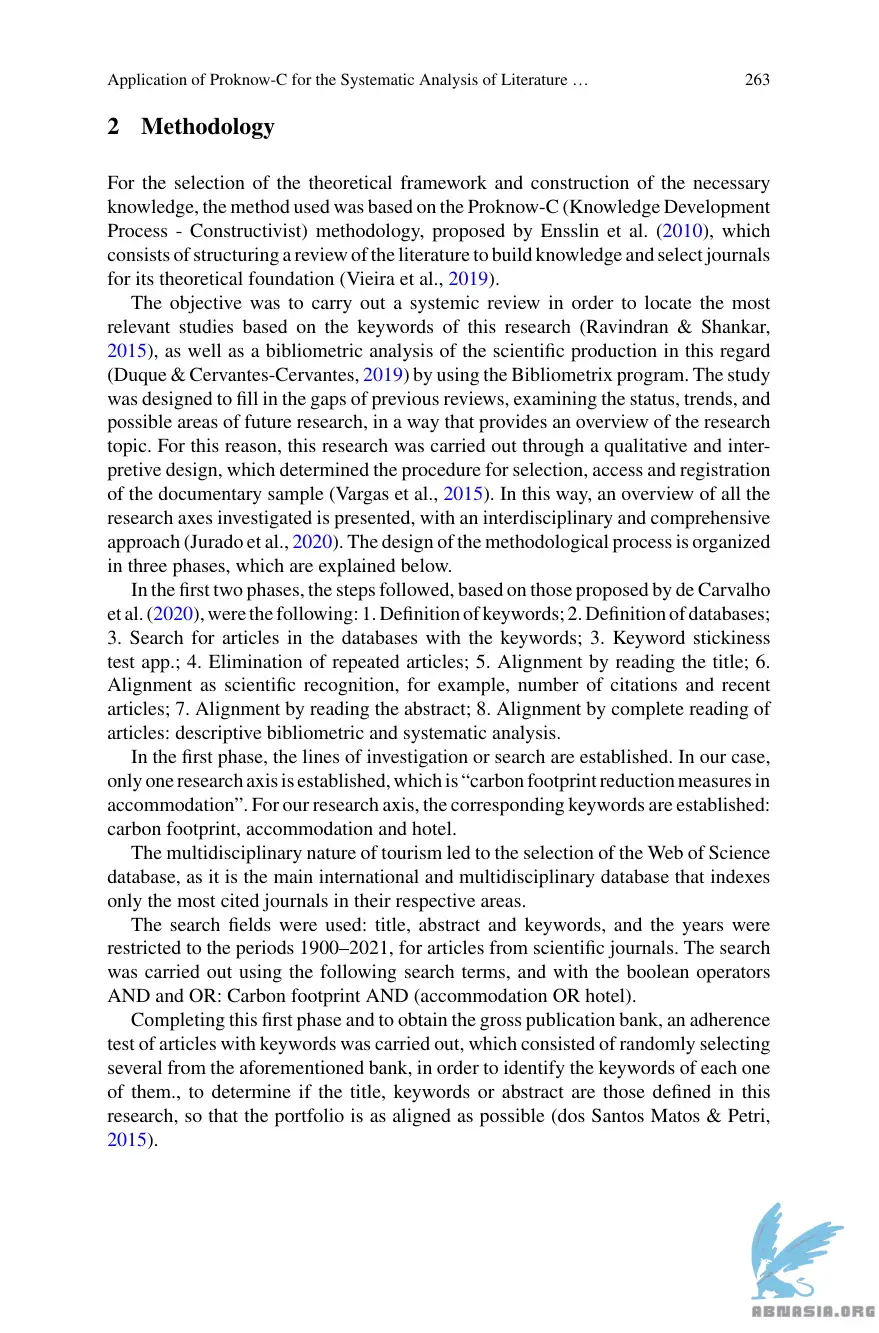 Application of Proknow-C for the Systematic Analysis of Literature … 263
2 Methodology
For the selection of the theoretical framework and construction of the necessary
knowledge, the method used was based on the Proknow-C (Knowledge Development
Process - Constructivist) methodology, proposed by Ensslin et al. (2010), which
consists of structuring a review of the literature to build knowledge and select journals
for its theoretical foundation (Vieira et al., 2019).
The objective was to carry out a systemic review in order to locate the most
relevant studies based on the keywords of this research (Ravindran & Shankar,
2015), as well as a bibliometric analysis of the scientific production in this regard
(Duque & Cervantes-Cervantes, 2019) by using the Bibliometrix program. The study
was designed to fill in the gaps of previous reviews, examining the status, trends, and
possible areas of future research, in a way that provides an overview of the research
topic. For this reason, this research was carried out through a qualitative and inter-
pretive design, which determined the procedure for selection, access and registration
of the documentary sample (Vargas et al., 2015). In this way, an overview of all the
research axes investigated is presented, with an interdisciplinary and comprehensive
approach (Jurado et al., 2020). The design of the methodological process is organized
in three phases, which are explained below.
In the first two phases, the steps followed, based on those proposed by de Carvalho
et al. (2020), were the following: 1. Definition of keywords; 2. Definition of databases;
3. Search for articles in the databases with the keywords; 3. Keyword stickiness
test app.; 4. Elimination of repeated articles; 5. Alignment by reading the title; 6.
Alignment as scientific recognition, for example, number of citations and recent
articles; 7. Alignment by reading the abstract; 8. Alignment by complete reading of
articles: descriptive bibliometric and systematic analysis.
In the first phase, the lines of investigation or search are established. In our case,
only one research axis is established, which is “carbon footprint reduction measures in
accommodation”. For our research axis, the corresponding keywords are established:
carbon footprint, accommodation and hotel.
The multidisciplinary nature of tourism led to the selection of the Web of Science
database, as it is the main international and multidisciplinary database that indexes
only the most cited journals in their respective areas.
The search fields were used: title, abstract and keywords, and the years were
restricted to the periods 1900–2021, for articles from scientific journals. The search
was carried out using the following search terms, and with the boolean operators
AND and OR: Carbon footprint AND (accommodation OR hotel).
Completing this first phase and to obtain the gross publication bank, an adherence
test of articles with keywords was carried out, which consisted of randomly selecting
several from the aforementioned bank, in order to identify the keywords of each one
of them., to determine if the title, keywords or abstract are those defined in this
research, so that the portfolio is as aligned as possible (dos Santos Matos & Petri,
2015).
ABNASIA.ORG